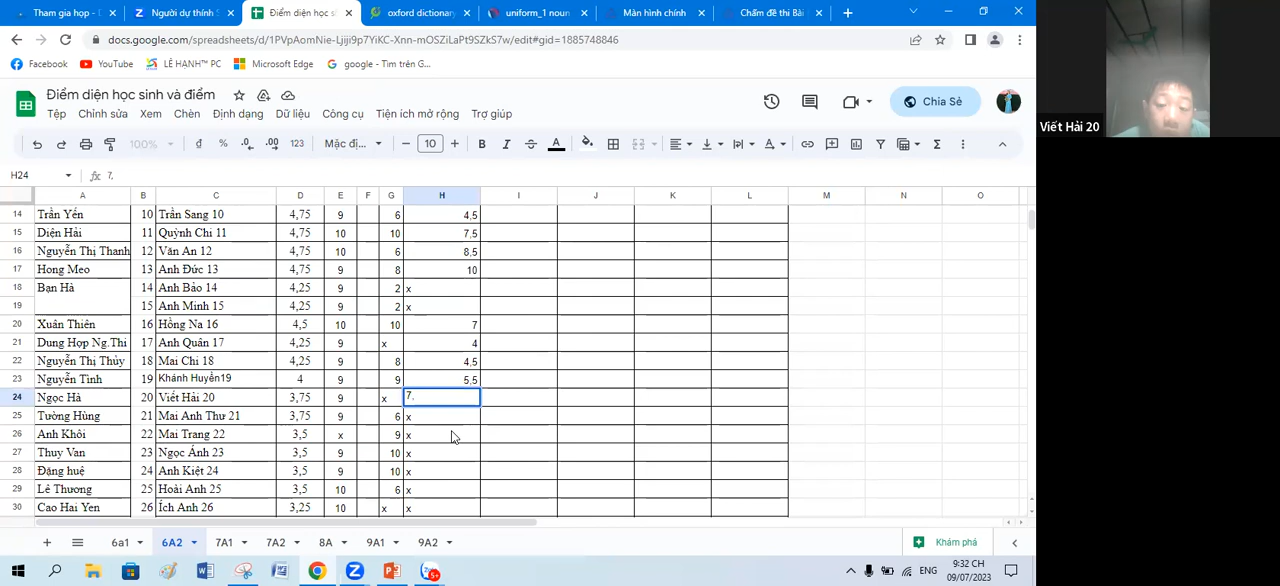 Tham gia họp -
Người dự thính S
Điểm diện học si
oxford dictionary
uniform_1 noun
Màn hình chính
Chấm đề thi Bài
docs.google.com/spreadsheets/d/1PVpAomNie-Ljiji9p7YiKC-Xnn-mOSZiLaPt9SZkS7w/edit#gid=1885748846
Facebook YouTube LÊ HẠNH™ PC Microsoft Edge google - Tìm trên G...
Điểm diện học sinh và điểm
Tệp Chỉnh sửa Xem Chèn Định dạng Dữ liệu Công cụ Tiện ích mở rộng Trợ giúp
Chia Sẻ
100% đ % .0 .00 123 Mặc đị... 10 B I A
H24 fx 7,
A B C D E F G H I J K L M N O
14 Trần Yến 10 Trần Sang 10 4,75 9 6 4,5
15 Diện Hải 11 Quỳnh Chi 11 4,75 10 10 7,5
16 Nguyễn Thị Thanh 12 Văn An 12 4,75 10 6 8,5
17 Hong Meo 13 Anh Đức 13 4,75 9 8 10
18 Bạn Hà 14 Anh Bảo 14 4,25 9 2 x
19 15 Anh Minh 15 4,25 9 2 x
20 Xuân Thiên 16 Hồng Na 16 4,5 10 10 7
21 Dung Hợp Ng.Thi 17 Anh Quân 17 4,25 9 x 4
22 Nguyễn Thị Thủy 18 Mai Chi 18 4,25 9 8 4,5
23 Nguyễn Tình 19 Khánh Huyền19 4 9 9 5,5
24 Ngọc Hà 20 Viết Hải 20 3,75 9 x 7,
25 Tường Hùng 21 Mai Anh Thư 21 3,75 9 6 x
26 Anh Khôi 22 Mai Trang 22 3,5 x 9 x
27 Thuy Van 23 Ngọc Ánh 23 3,5 9 10 x
28 Đặng huệ 24 Anh Kiệt 24 3,5 9 10 x
29 Lê Thương 25 Hoài Anh 25 3,5 10 6 x
30 Cao Hai Yen 26 Ích Anh 26 3,25 10 x x
6a1 6A2 7A1 7A2 8A 9A1 9A2
Khám phá
ENG 9:32 CH
09/07/2023
Viết Hải 20